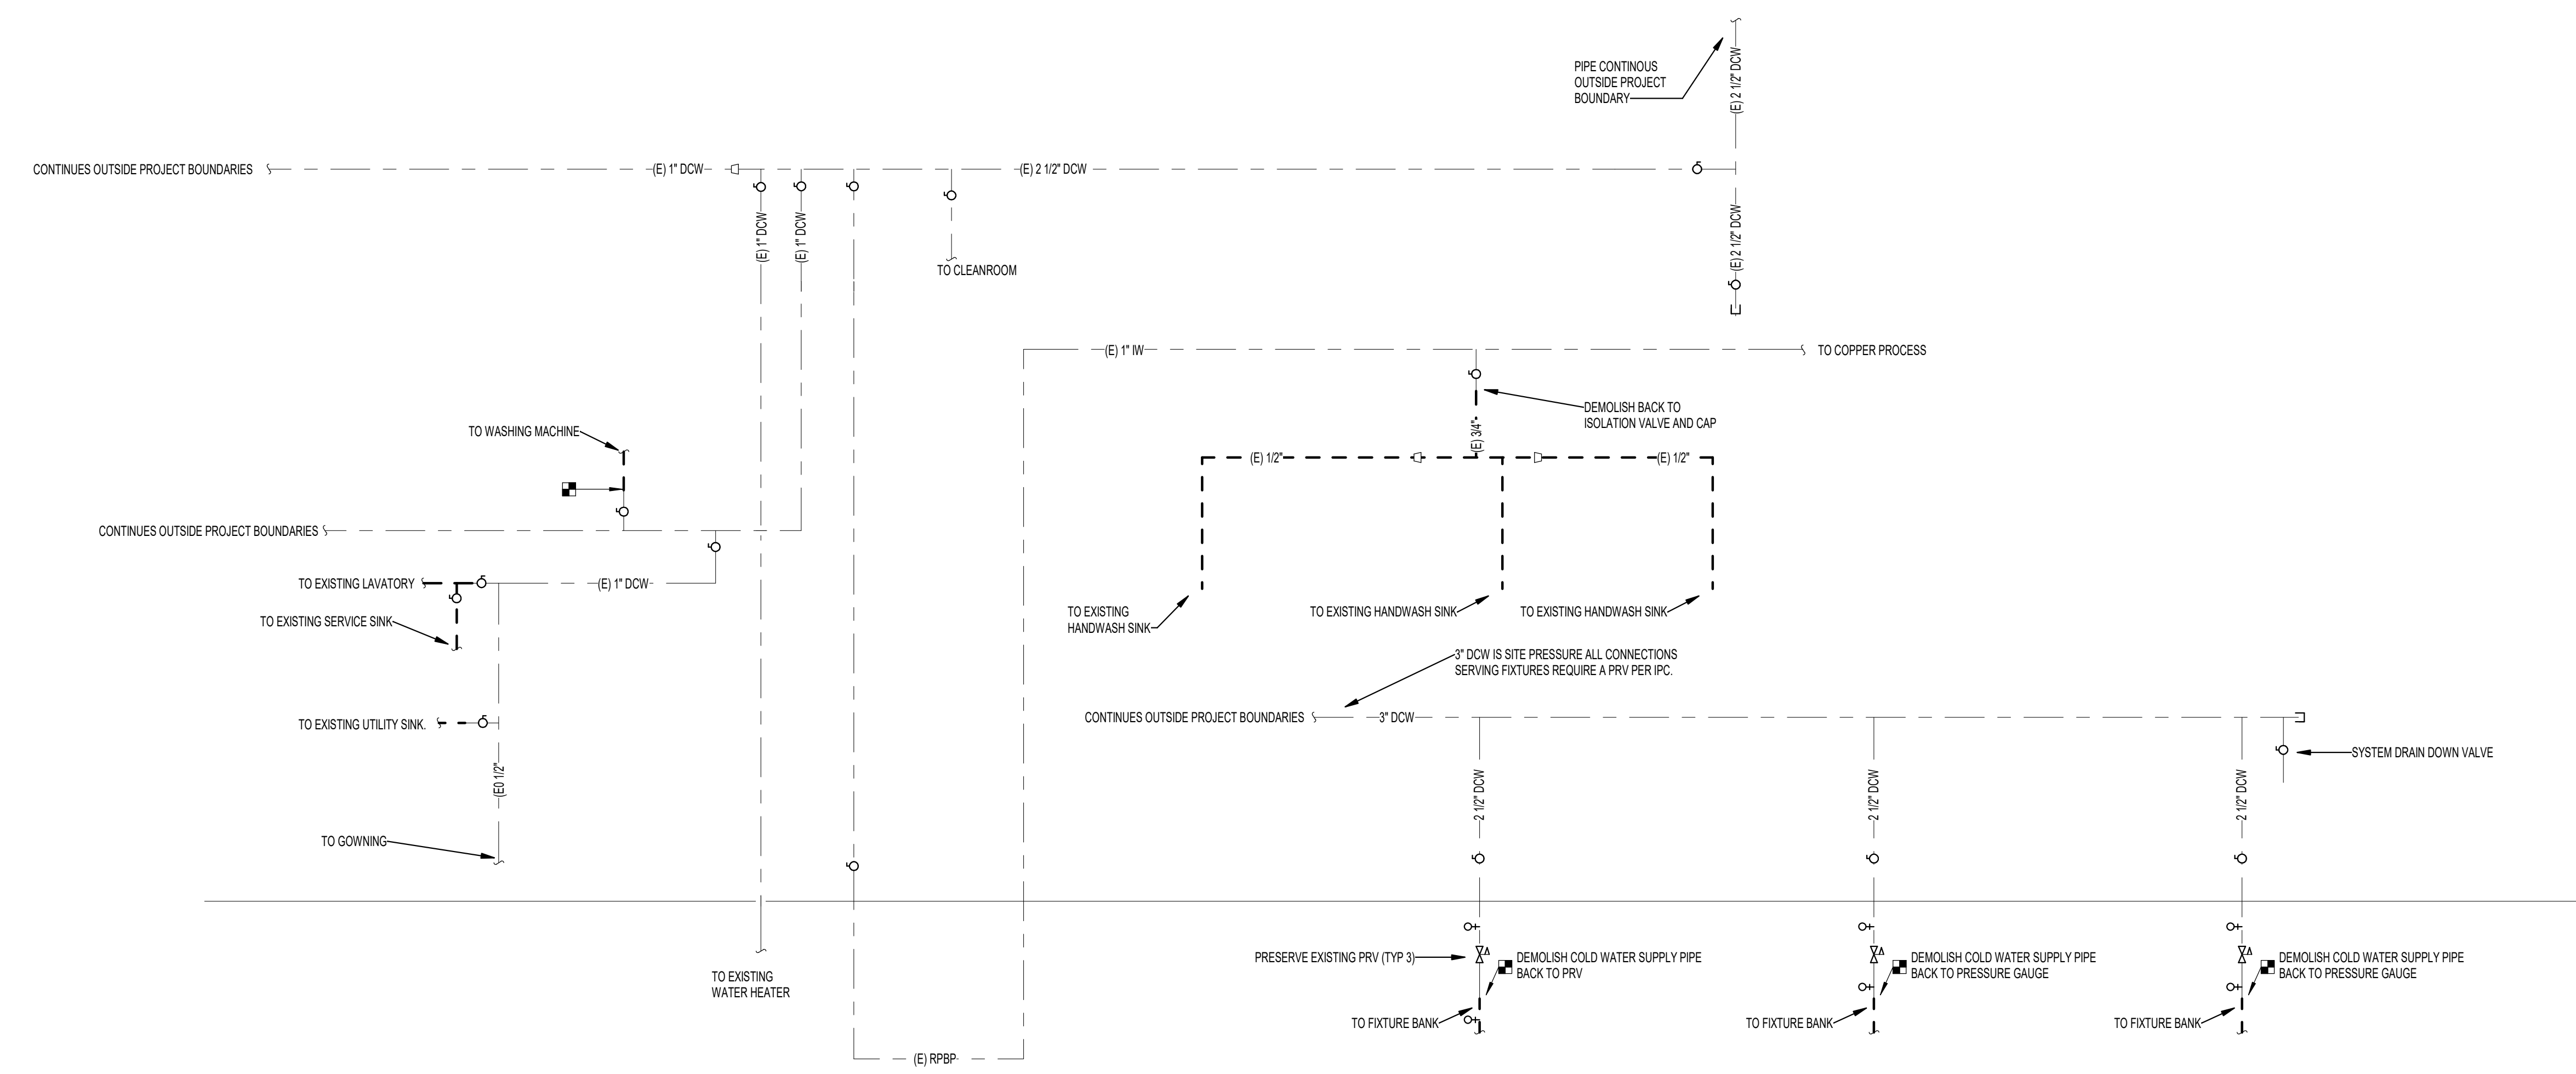 PIPE CONTINOUS
OUTSIDE PROJECT
BOUNDARY
(E) 2 1/2" DCW
CONTINUES OUTSIDE PROJECT BOUNDARIES
(E) 1" DCW
(E) 2 1/2" DCW
(E) 1" DCW
(E) 1" DCW
(E) 2 1/2" DCW
TO CLEANROOM
(E) 1" IW
TO COPPER PROCESS
DEMOLISH BACK TO
ISOLATION VALVE AND CAP
(E) 3/4"
TO WASHING MACHINE
(E) 1/2"
(E) 1/2"
CONTINUES OUTSIDE PROJECT BOUNDARIES
TO EXISTING LAVATORY
(E) 1" DCW
TO EXISTING SERVICE SINK
TO EXISTING
HANDWASH SINK
TO EXISTING HANDWASH SINK
TO EXISTING HANDWASH SINK
3" DCW IS SITE PRESSURE ALL CONNECTIONS
SERVING FIXTURES REQUIRE A PRV PER IPC.
TO EXISTING UTILITY SINK.
CONTINUES OUTSIDE PROJECT BOUNDARIES
3" DCW
SYSTEM DRAIN DOWN VALVE
(E0 1/2"
2 1/2" DCW
2 1/2" DCW
2 1/2" DCW
TO GOWNING
TO EXISTING
WATER HEATER
PRESERVE EXISTING PRV (TYP 3)
DEMOLISH COLD WATER SUPPLY PIPE
BACK TO PRV
DEMOLISH COLD WATER SUPPLY PIPE
BACK TO PRESSURE GAUGE
DEMOLISH COLD WATER SUPPLY PIPE
BACK TO PRESSURE GAUGE
TO FIXTURE BANK
TO FIXTURE BANK
TO FIXTURE BANK
(E) RPBP